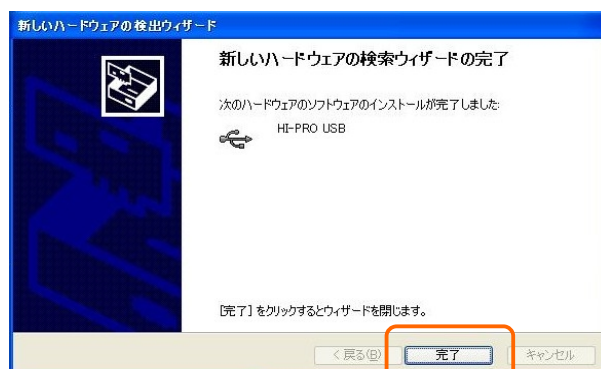 新しいハードウェアの検出ウィザード
新しいハードウェアの検索ウィザードの完了
次のハードウェアのソフトウェアのインストールが完了しました:
HI-PRO USB
[完了] をクリックするとウィザードを閉じます。
< 戻る(B)
完了
キャンセル